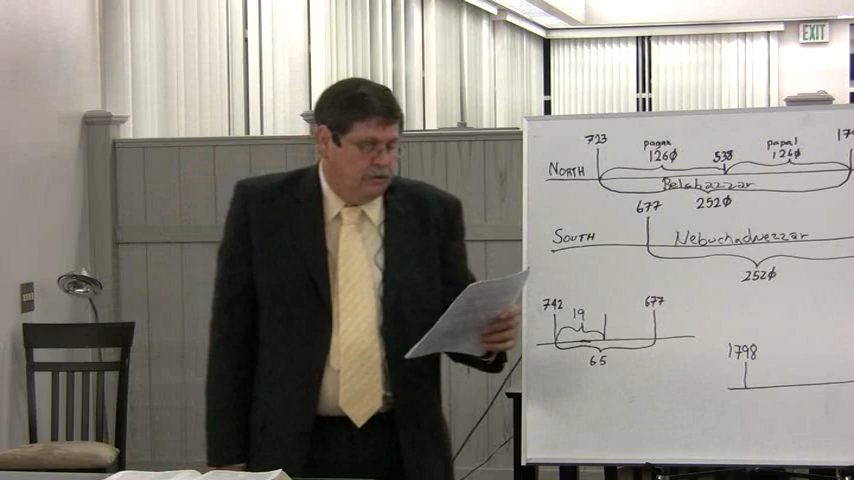 EXIT
723 pagan 1260 538 papal 1260 179
NORTH
Belshazzar
2520
677
SOUTH Nebuchadnezzar
2520
742 19 677
65
1798